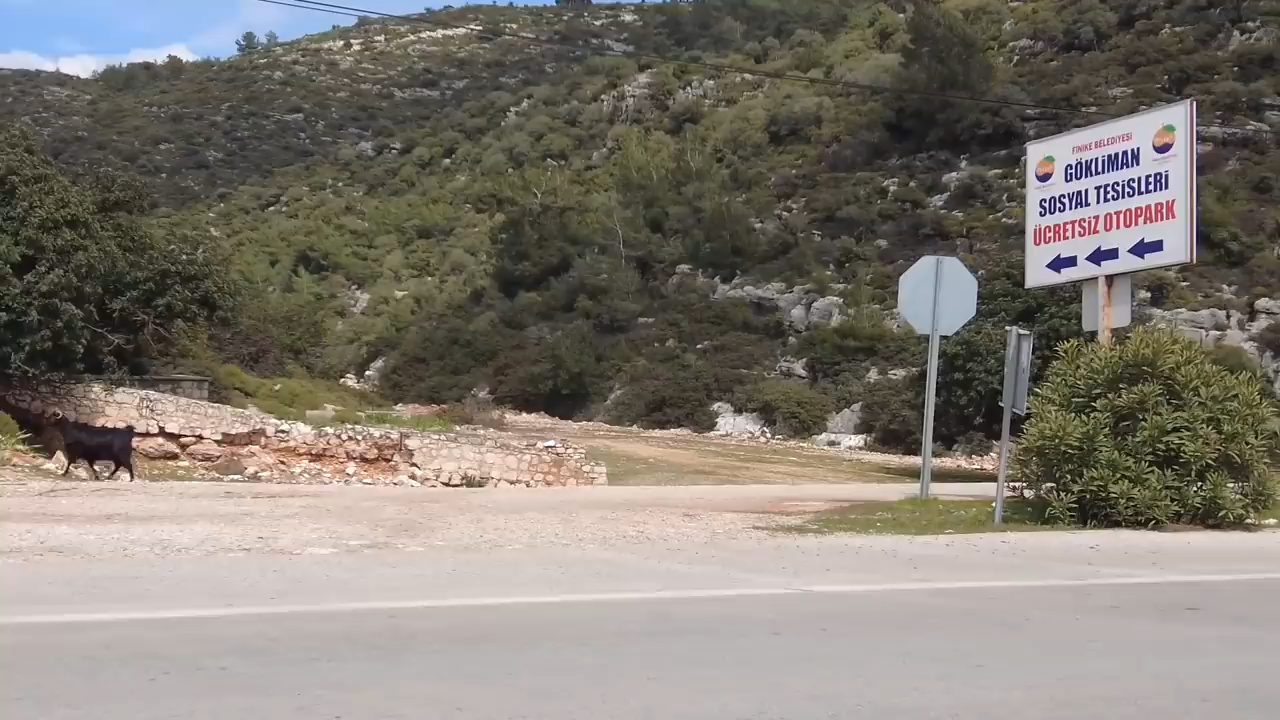 FİNİKE BELEDİYESİ
GÖKLİMAN
SOSYAL TESİSLERİ
ÜCRETSİZ OTOPARK